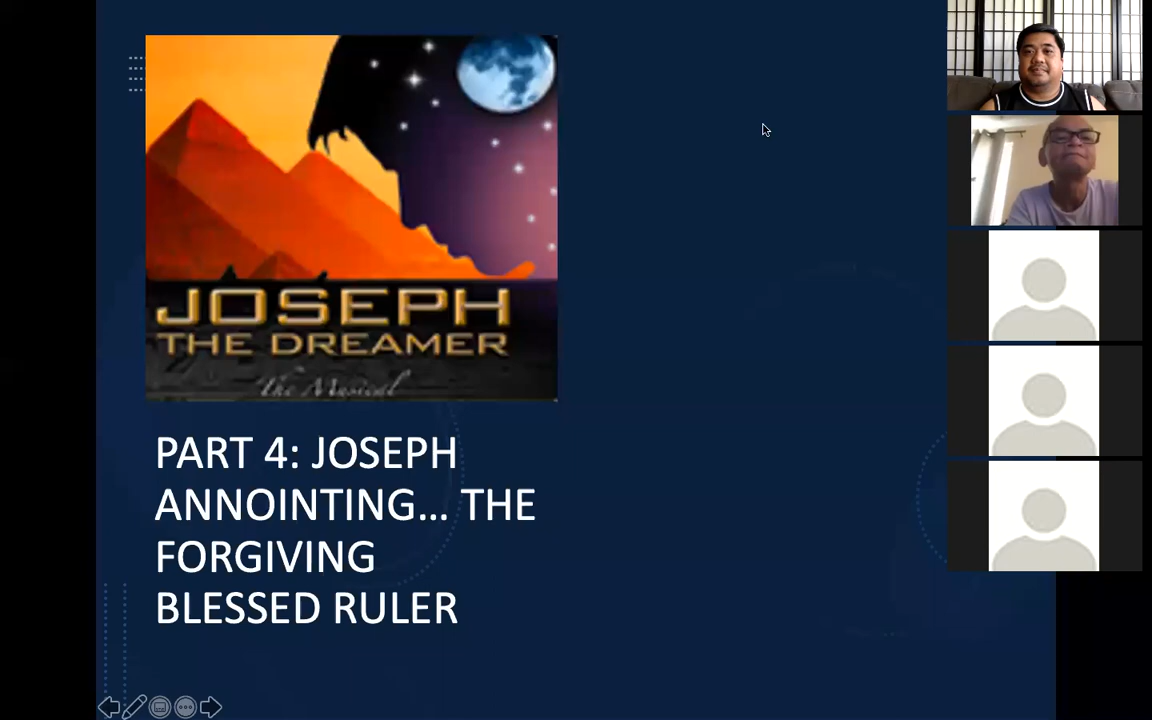 JOSEPH
THE DREAMER
The Musical
PART 4: JOSEPH
ANNOINTING... THE
FORGIVING
BLESSED RULER